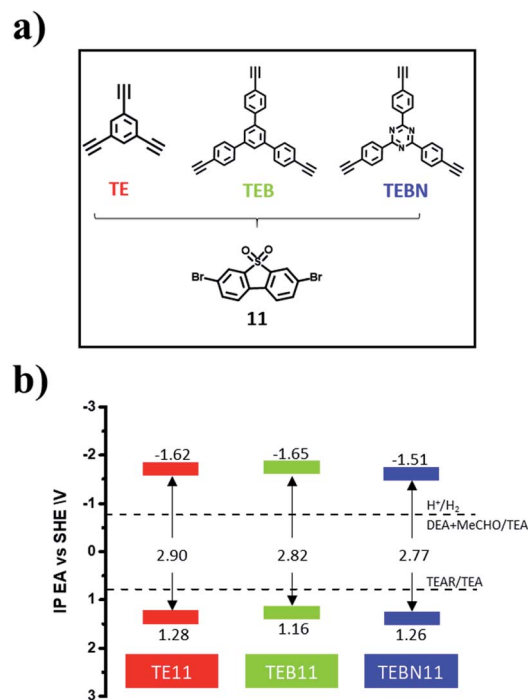 a)
TE TEB TEBN
N N
N
O O
S
Br Br
11
b)
IP EA vs SHE \V
-3
-2
-1
0
1
2
3
-1.62 -1.65 -1.51
H⁺/H₂
DEA+MeCHO/TEA
2.90 2.82 2.77
TEAR/TEA
1.28 1.16 1.26
TE11 TEB11 TEBN11